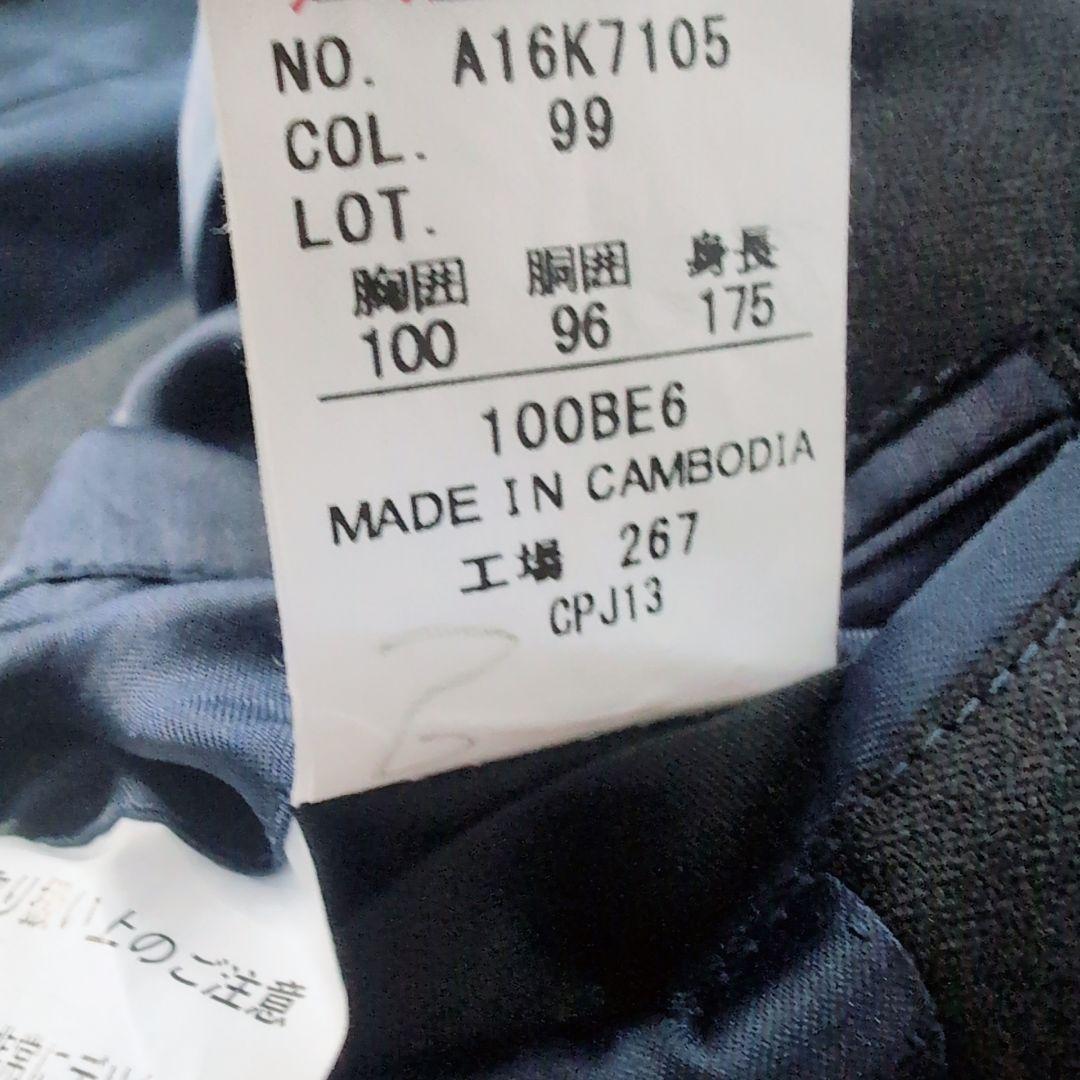 NO. A16K7105
COL. 99
LOT.
胸囲 胴囲 身長
100 96 175
100BE6
MADE IN CAMBODIA
工場 267
CPJ13
り扱い上のご注意